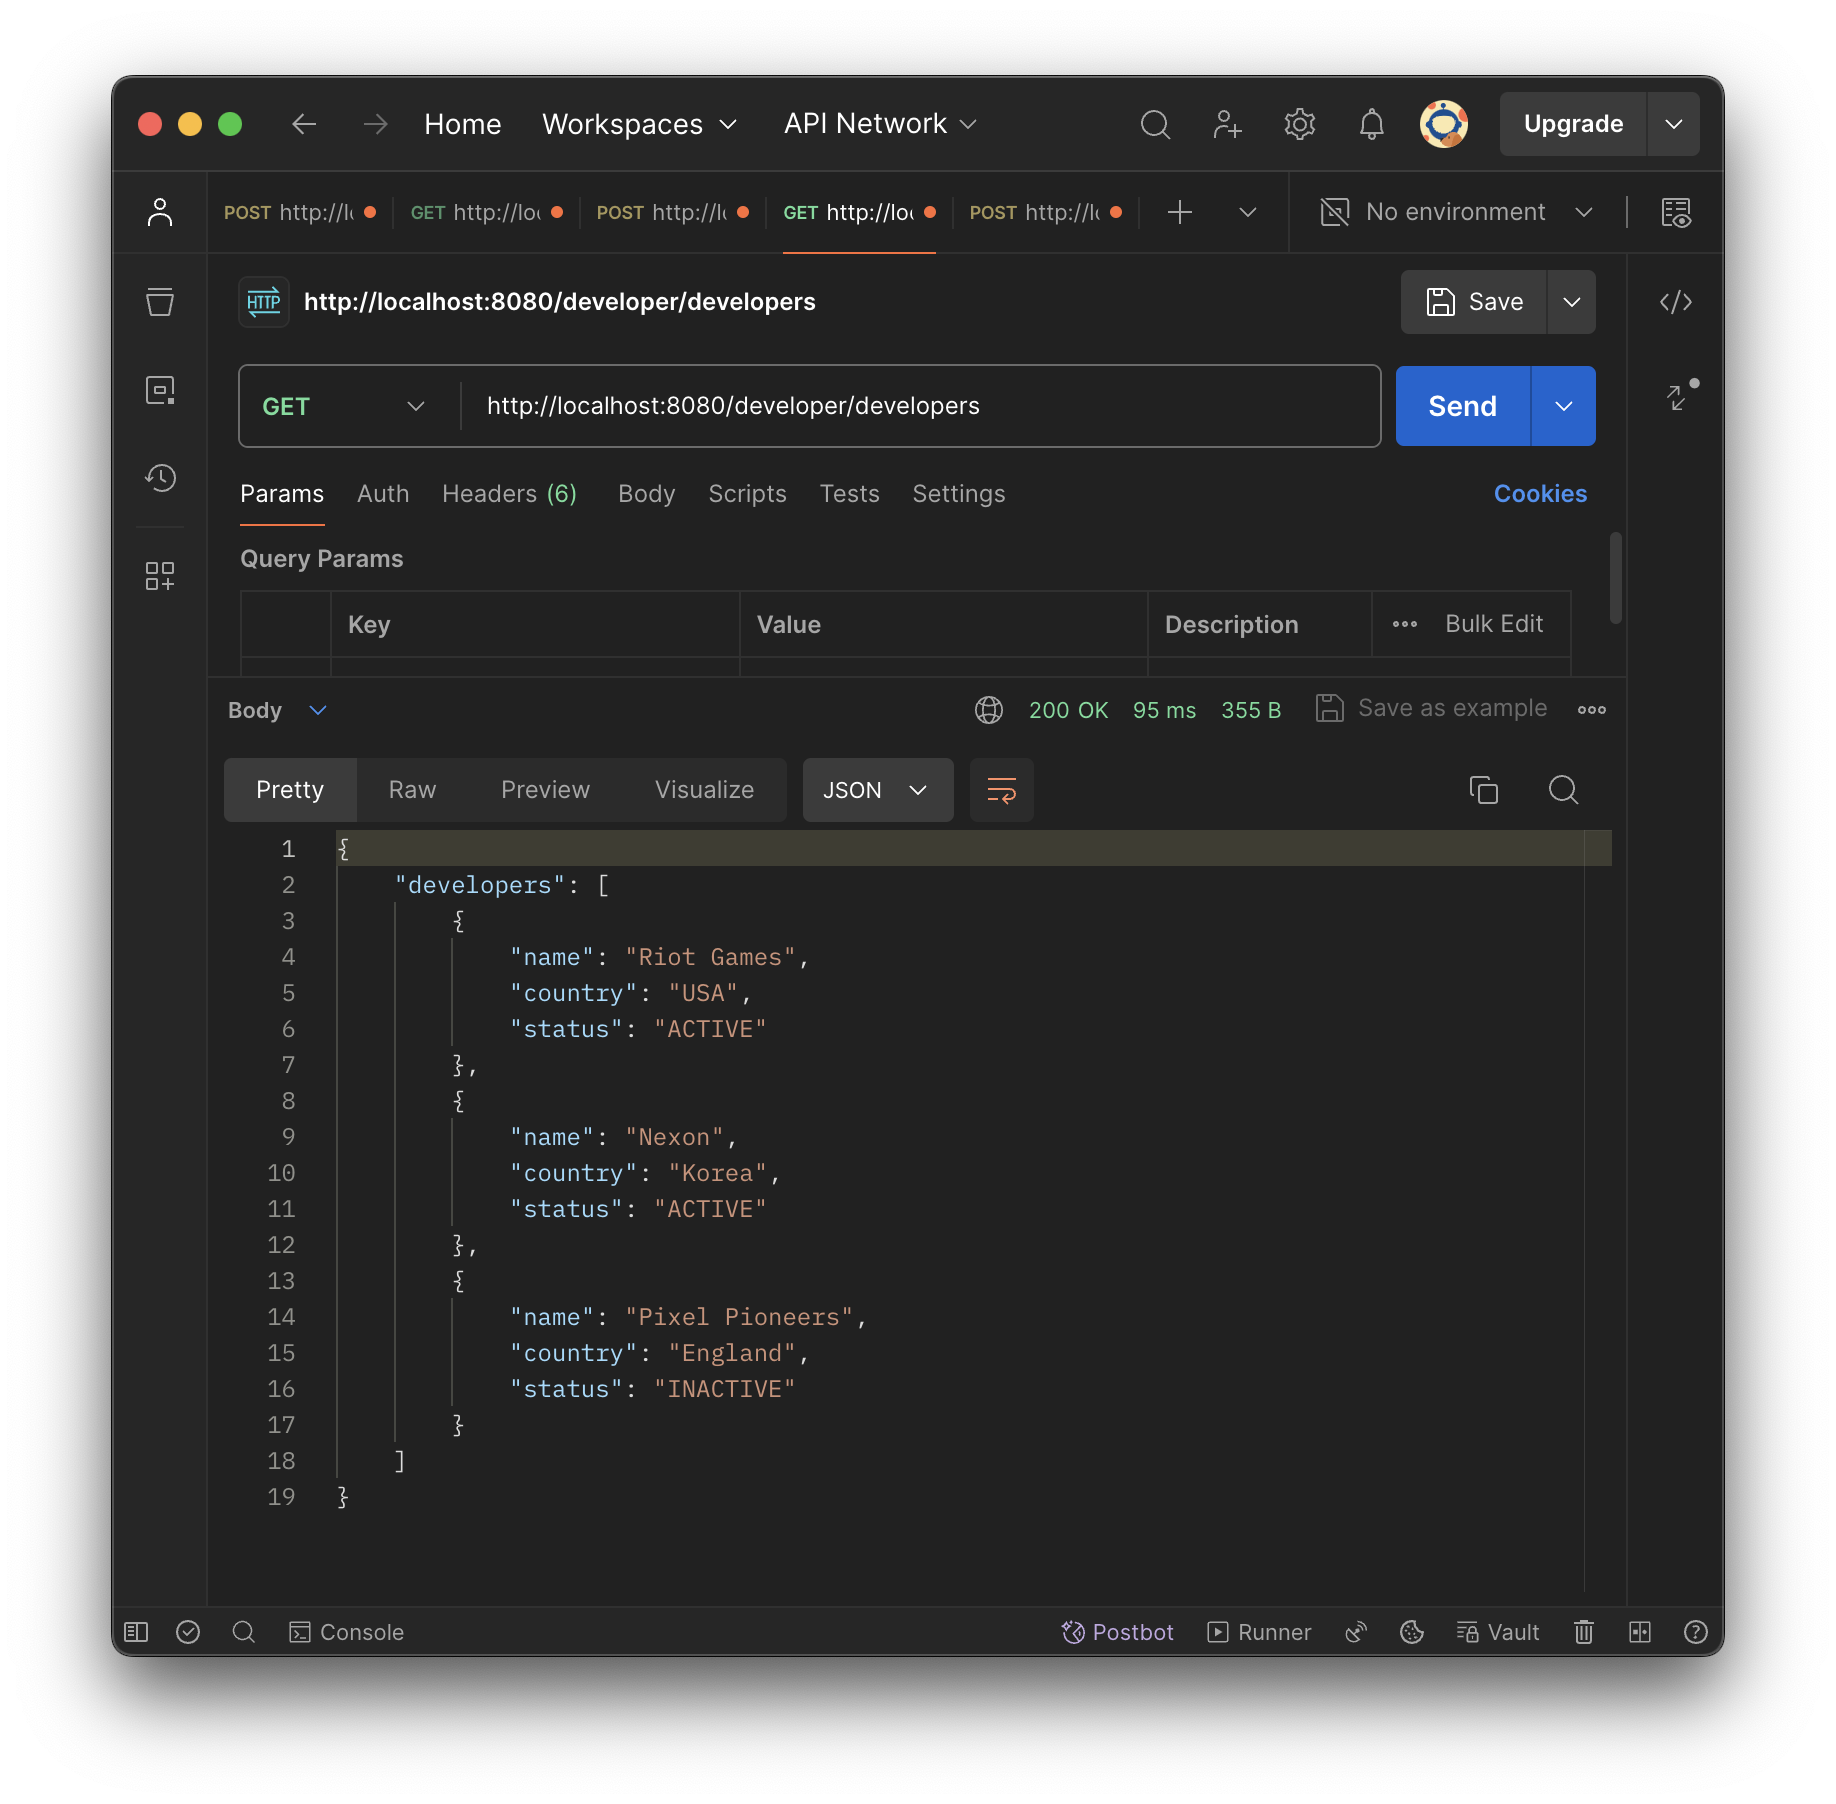 Home Workspaces API Network Upgrade
POST http://l GET http://lo POST http://l GET http://lo POST http://l No environment
HTTP http://localhost:8080/developer/developers Save
GET http://localhost:8080/developer/developers Send
Params Auth Headers (6) Body Scripts Tests Settings Cookies
Query Params
Key Value Description Bulk Edit
Body 200 OK 95 ms 355 B Save as example
Pretty Raw Preview Visualize JSON
1 {
2 "developers": [
3 {
4 "name": "Riot Games",
5 "country": "USA",
6 "status": "ACTIVE"
7 },
8 {
9 "name": "Nexon",
10 "country": "Korea",
11 "status": "ACTIVE"
12 },
13 {
14 "name": "Pixel Pioneers",
15 "country": "England",
16 "status": "INACTIVE"
17 }
18 ]
19 }
Console Postbot Runner Vault